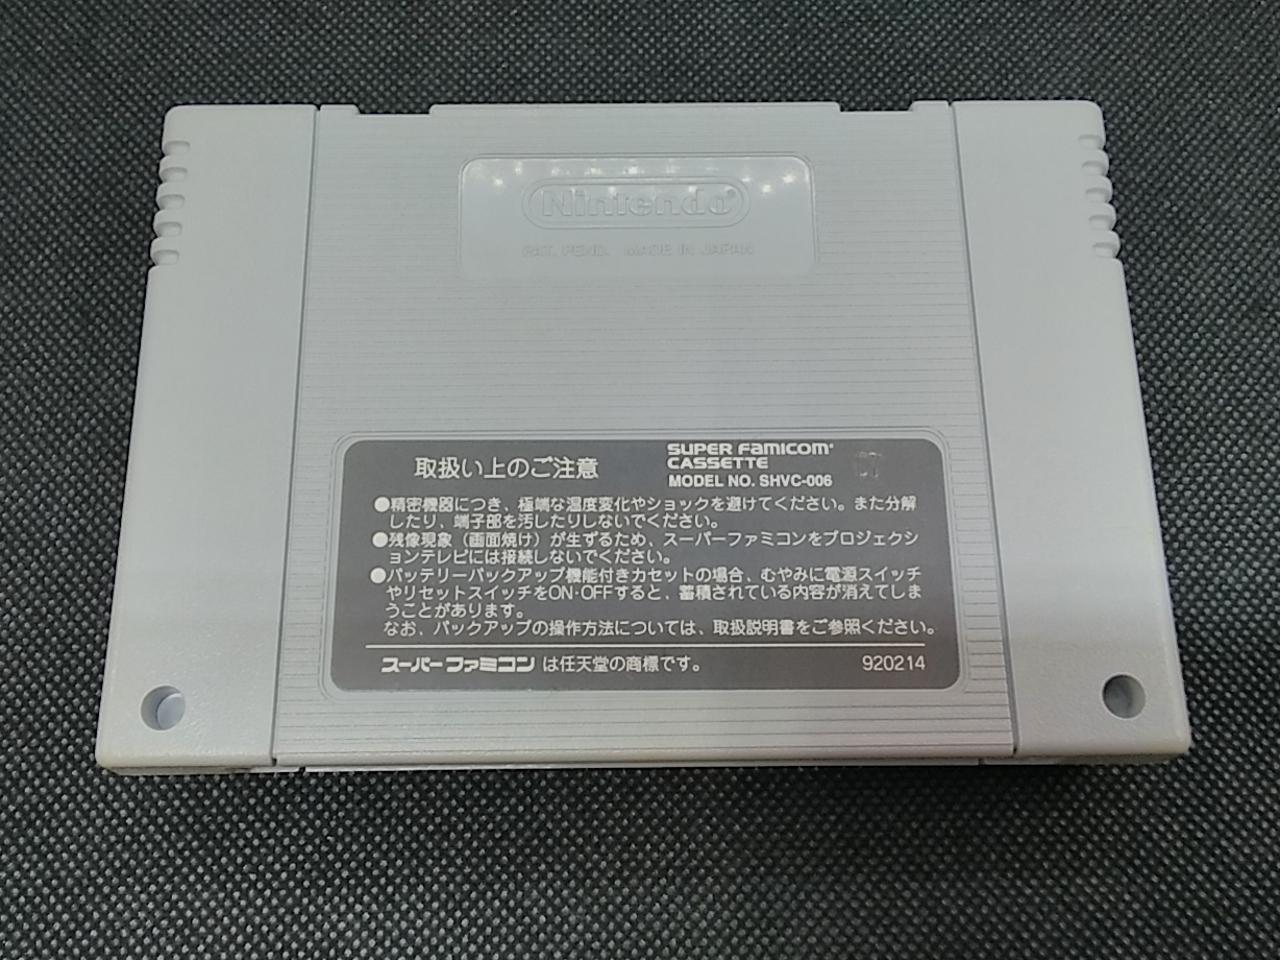 Nintendo®
PAT. PEND. MADE IN JAPAN
取扱い上のご注意
SUPER FAMICOM®
CASSETTE
MODEL NO. SHVC-006
●精密機器につき、極端な温度変化やショックを避けてください。また分解
したり、端子部を汚したりしないでください。
●残像現象（画面焼け）が生ずるため、スーパーファミコンをプロジェクシ
ョンテレビには接続しないでください。
●バッテリーバックアップ機能付きカセットの場合、むやみに電源スイッチ
やリセットスイッチをON・OFFすると、蓄積されている内容が消えてしま
うことがあります。
なお、バックアップの操作方法については、取扱説明書をご参照ください。
スーパーファミコン は任天堂の商標です。
920214